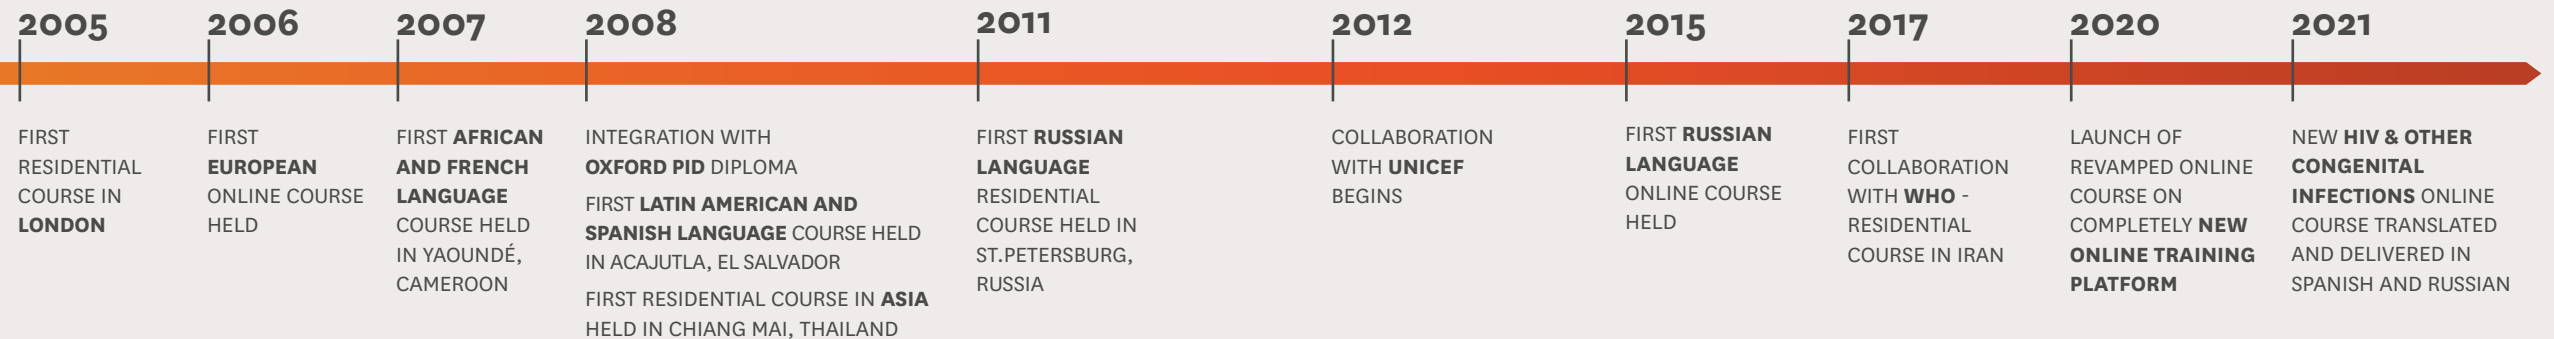 2005
FIRST
RESIDENTIAL
COURSE IN
LONDON
2006
FIRST
EUROPEAN
ONLINE COURSE
HELD
2007
FIRST AFRICAN
AND FRENCH
LANGUAGE
COURSE HELD
IN YAOUNDÉ,
CAMEROON
2008
INTEGRATION WITH
OXFORD PID DIPLOMA
FIRST LATIN AMERICAN AND
SPANISH LANGUAGE COURSE HELD
IN ACAJUTLA, EL SALVADOR
FIRST RESIDENTIAL COURSE IN ASIA
HELD IN CHIANG MAI, THAILAND
2011
FIRST RUSSIAN
LANGUAGE
RESIDENTIAL
COURSE HELD IN
ST.PETERSBURG,
RUSSIA
2012
COLLABORATION
WITH UNICEF
BEGINS
2015
FIRST RUSSIAN
LANGUAGE
ONLINE COURSE
HELD
2017
FIRST
COLLABORATION
WITH WHO -
RESIDENTIAL
COURSE IN IRAN
2020
LAUNCH OF
REVAMPED ONLINE
COURSE ON
COMPLETELY NEW
ONLINE TRAINING
PLATFORM
2021
NEW HIV & OTHER
CONGENITAL
INFECTIONS ONLINE
COURSE TRANSLATED
AND DELIVERED IN
SPANISH AND RUSSIAN